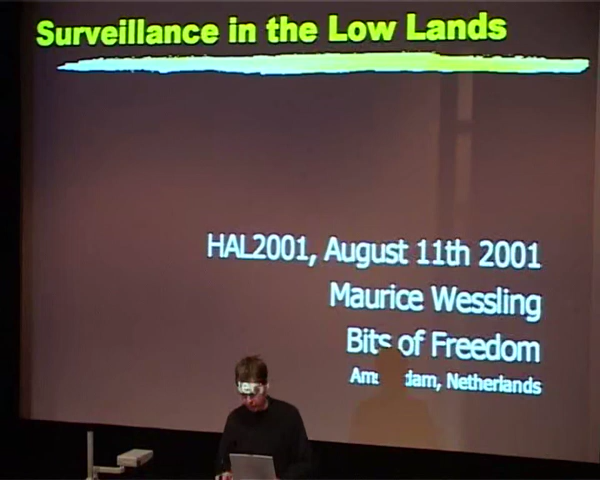 Surveillance in the Low Lands
HAL2001, August 11th 2001
Maurice Wessling
Bits of Freedom
Netherlands